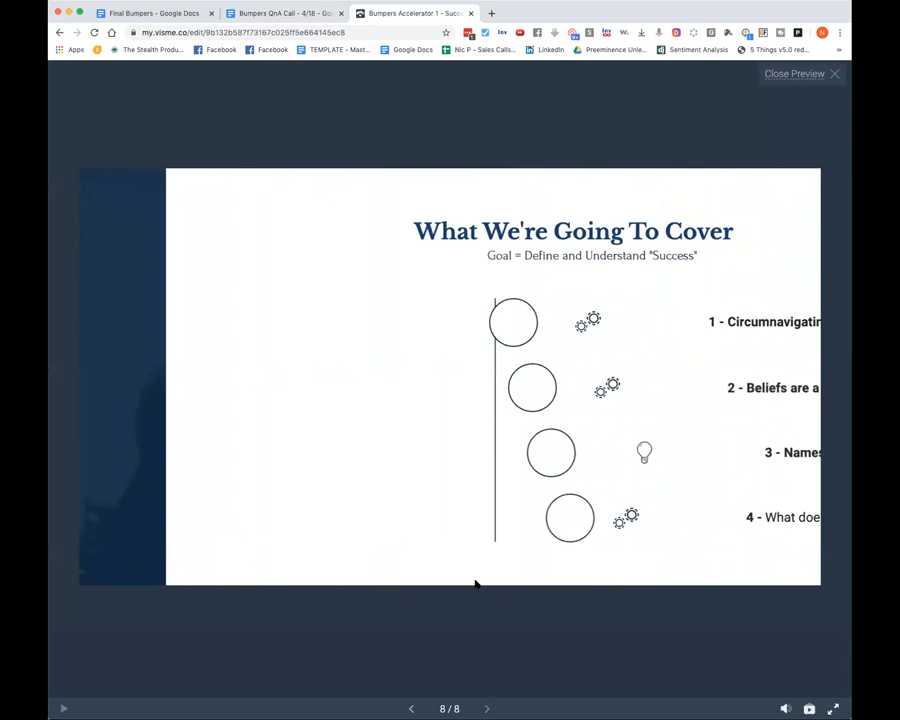 Final Bumpers - Google Docs
Bumpers QnA Call - 4/18 - Goo
Bumpers Accelerator 1 - Succe
my.visme.co/edit/9b132b587f73167c025ff5e664145ec8
Apps
The Stealth Produ...
Facebook
Facebook
TEMPLATE - Mast...
Google Docs
Nic P - Sales Calls...
LinkedIn
Preeminence Unle...
Sentiment Analysis
5 Things v5.0 red...
»
Close Preview
What We're Going To Cover
Goal = Define and Understand "Success"
1 - Circumnavigatin
2 - Beliefs are a
3 - Names
4 - What doe
8 / 8